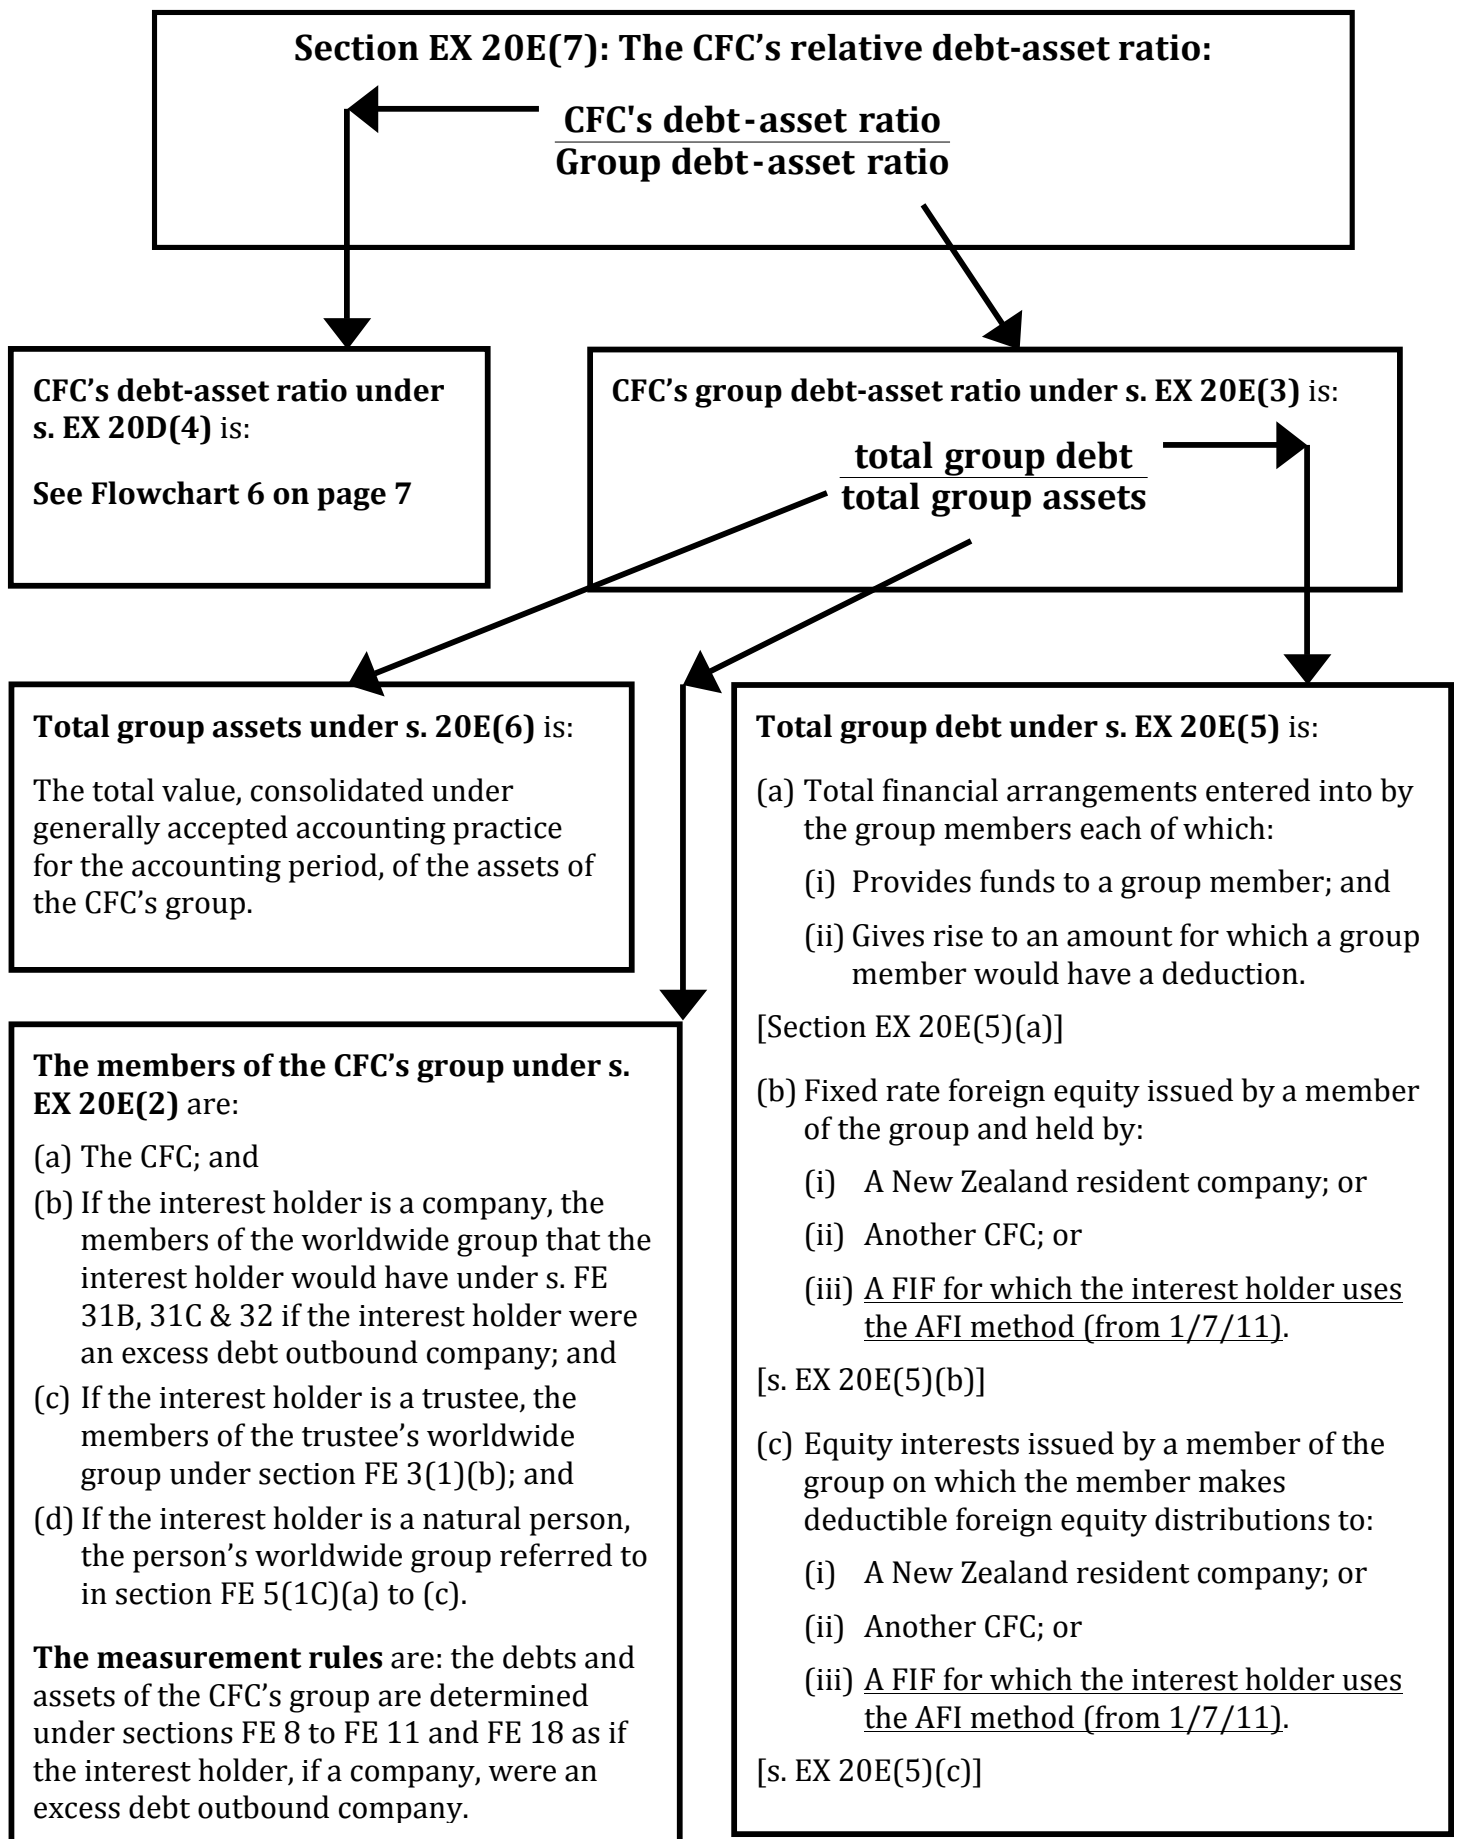 Section EX 20E(7): The CFC’s relative debt-asset ratio:
CFC's debt-asset ratio
Group debt-asset ratio
CFC’s debt-asset ratio under
s. EX 20D(4) is:
See Flowchart 6 on page 7
CFC’s group debt-asset ratio under s. EX 20E(3) is:
total group debt
total group assets
Total group assets under s. 20E(6) is:
The total value, consolidated under
generally accepted accounting practice
for the accounting period, of the assets of
the CFC’s group.
The members of the CFC’s group under s.
EX 20E(2) are:
(a) The CFC; and
(b) If the interest holder is a company, the
members of the worldwide group that the
interest holder would have under s. FE
31B, 31C & 32 if the interest holder were
an excess debt outbound company; and
(c) If the interest holder is a trustee, the
members of the trustee’s worldwide
group under section FE 3(1)(b); and
(d) If the interest holder is a natural person,
the person’s worldwide group referred to
in section FE 5(1C)(a) to (c).
The measurement rules are: the debts and
assets of the CFC’s group are determined
under sections FE 8 to FE 11 and FE 18 as if
the interest holder, if a company, were an
excess debt outbound company.
Total group debt under s. EX 20E(5) is:
(a) Total financial arrangements entered into by
the group members each of which:
(i) Provides funds to a group member; and
(ii) Gives rise to an amount for which a group
member would have a deduction.
[Section EX 20E(5)(a)]
(b) Fixed rate foreign equity issued by a member
of the group and held by:
(i) A New Zealand resident company; or
(ii) Another CFC; or
(iii) A FIF for which the interest holder uses
the AFI method (from 1/7/11).
[s. EX 20E(5)(b)]
(c) Equity interests issued by a member of the
group on which the member makes
deductible foreign equity distributions to:
(i) A New Zealand resident company; or
(ii) Another CFC; or
(iii) A FIF for which the interest holder uses
the AFI method (from 1/7/11).
[s. EX 20E(5)(c)]